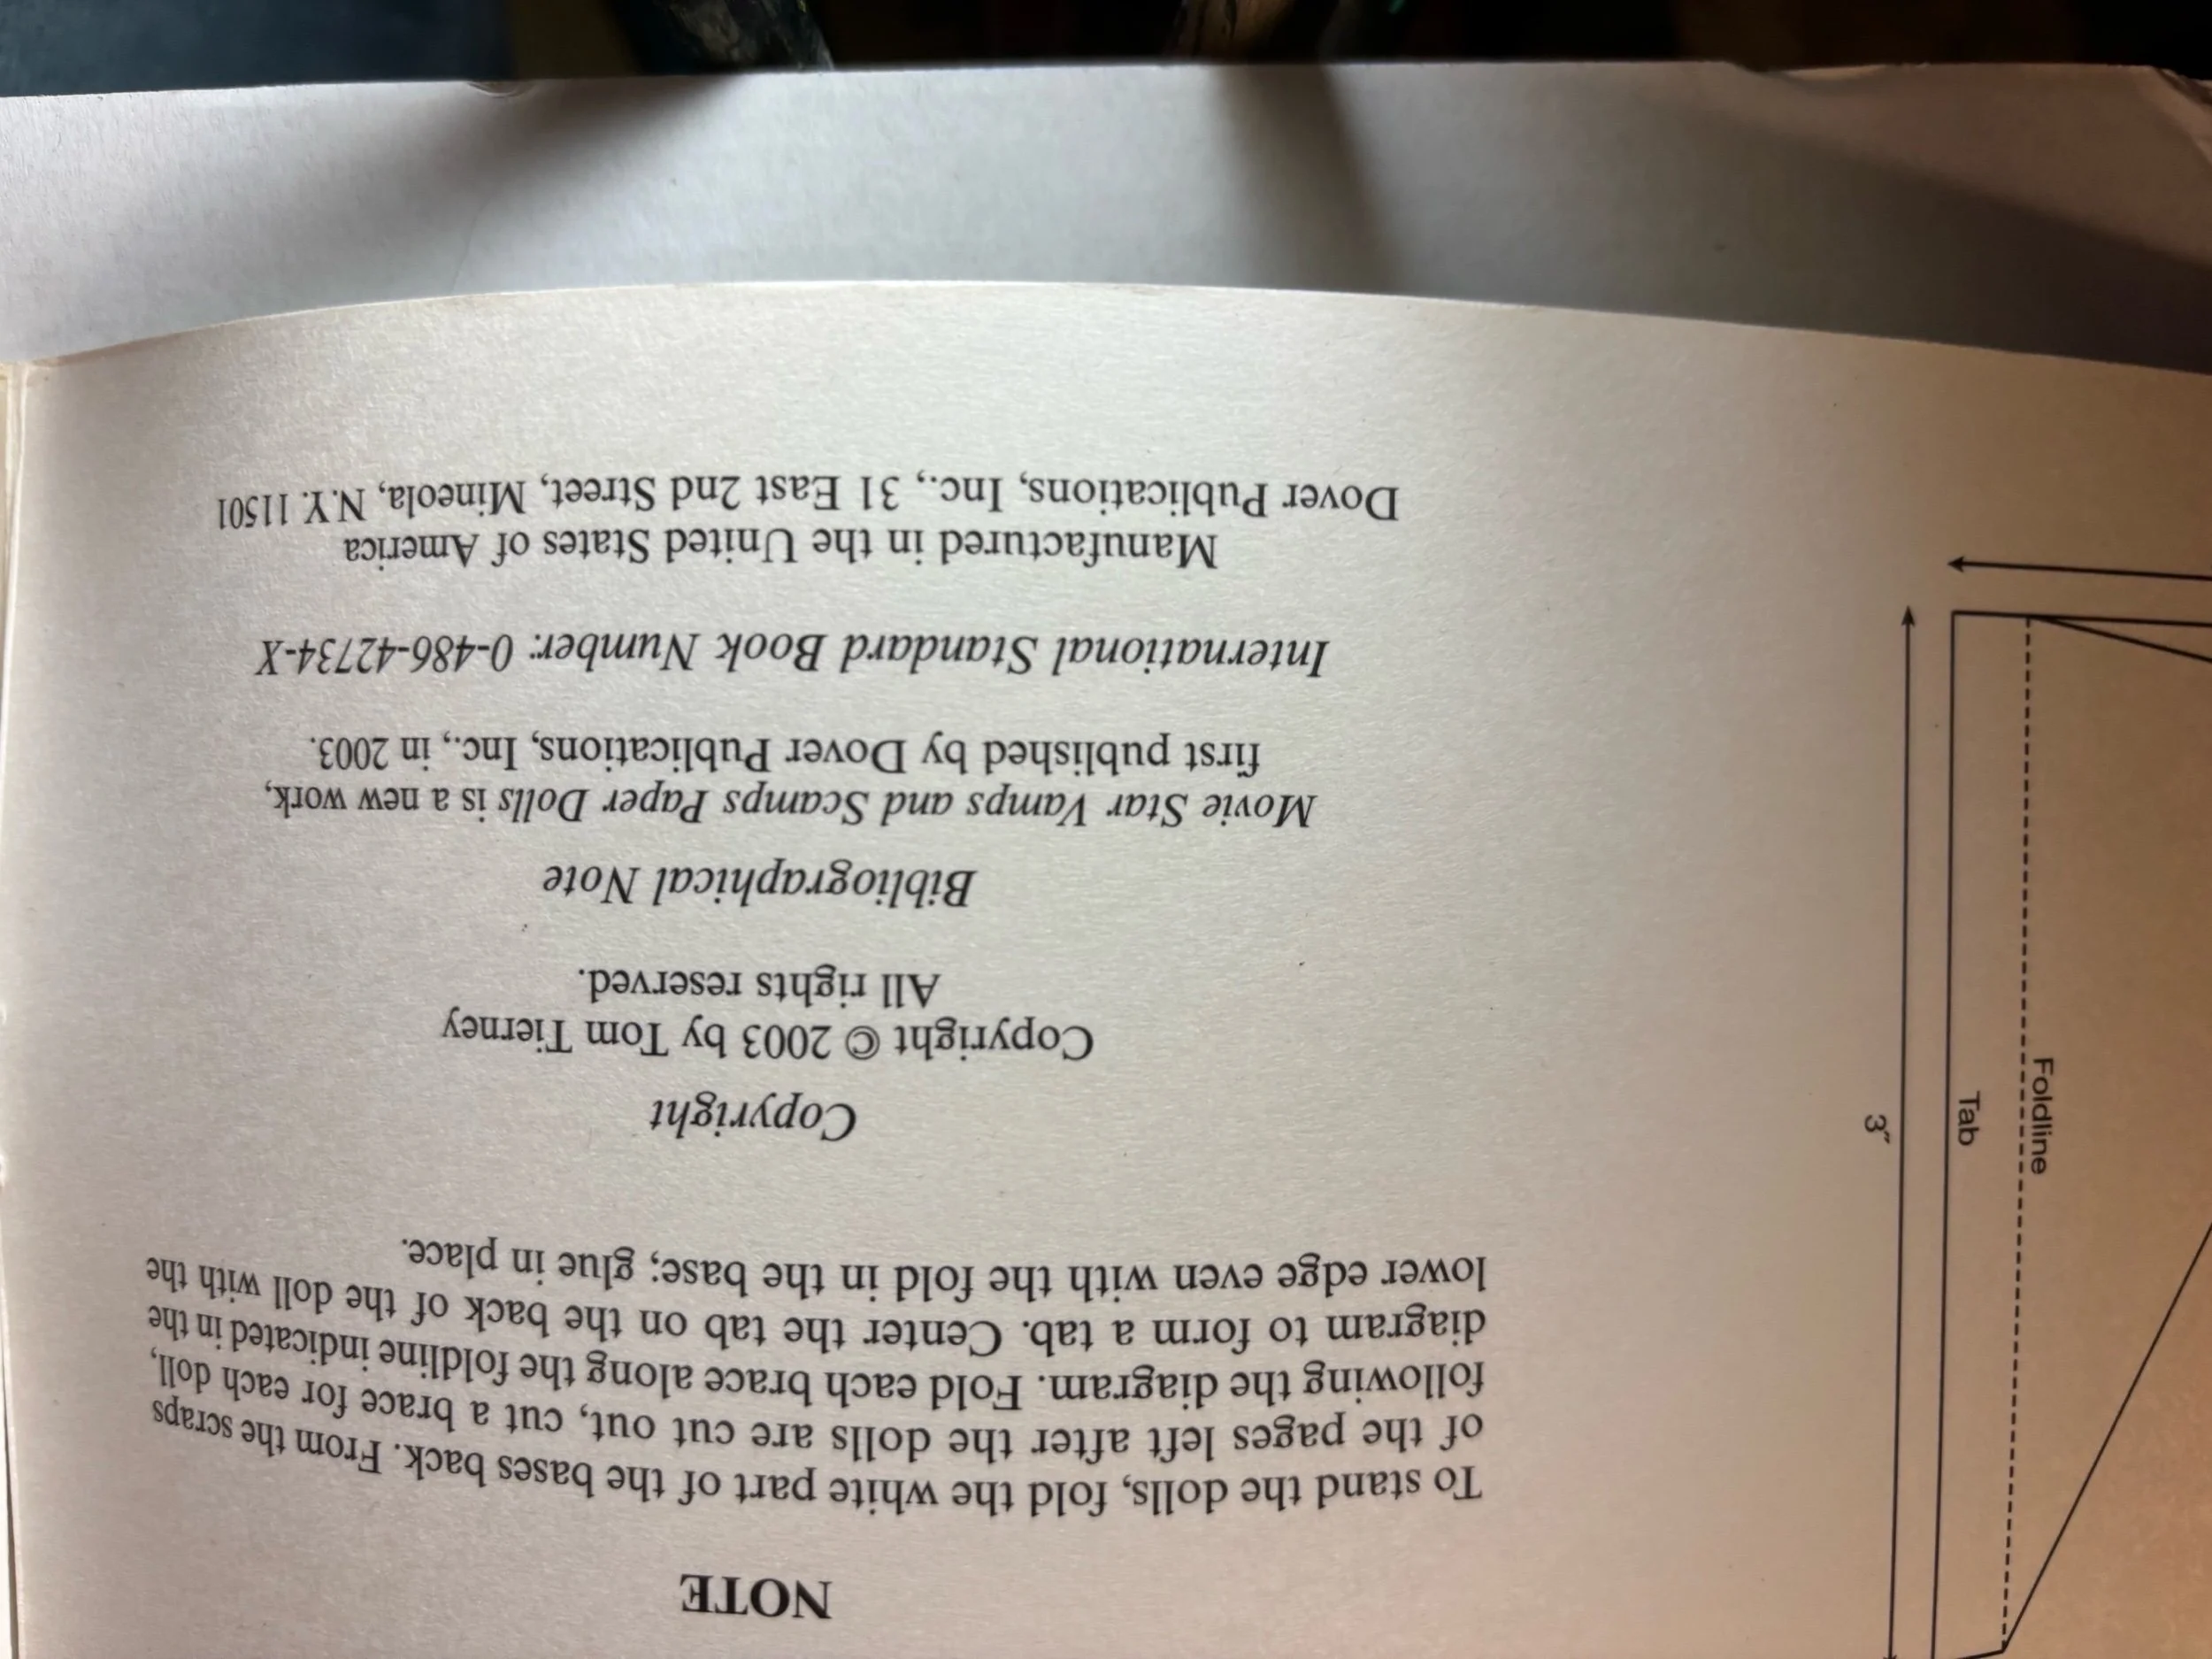 NOTE
To stand the dolls, fold the white part of the bases back. From the scraps
of the pages left after the dolls are cut out, cut a brace for each doll,
following the diagram. Fold each brace along the foldline indicated in the
diagram to form a tab. Center the tab on the back of the doll with the
lower edge even with the fold in the base; glue in place.
Copyright
Copyright © 2003 by Tom Tierney
All rights reserved.
Bibliographical Note
Movie Star Vamps and Scamps Paper Dolls is a new work,
first published by Dover Publications, Inc., in 2003.
International Standard Book Number: 0-486-42734-X
Manufactured in the United States of America
Dover Publications, Inc., 31 East 2nd Street, Mineola, N.Y. 11501
Foldline
Tab
3"